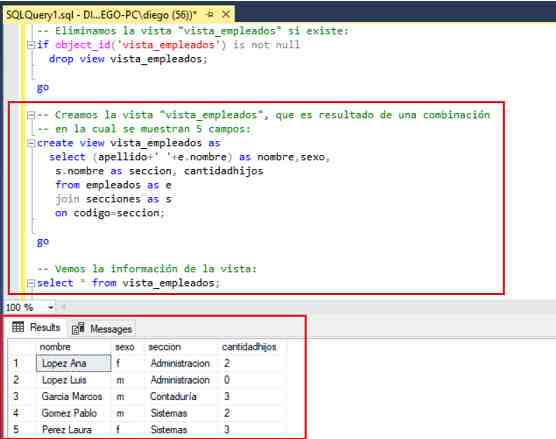 SQLQuery1.sql - DI...EGO-PC\diego (56))*
-- Eliminamos la vista "vista_empleados" si existe:
if object_id('vista_empleados') is not null
drop view vista_empleados;
go
-- Creamos la vista "vista_empleados", que es resultado de una combinación
-- en la cual se muestran 5 campos:
create view vista_empleados as
select (apellido+' '+e.nombre) as nombre,sexo,
s.nombre as seccion, cantidadhijos
from empleados as e
join secciones as s
on codigo=seccion;
go
-- Vemos la información de la vista:
select * from vista_empleados;
100 %
Results Messages
nombre sexo seccion cantidadhijos
1 Lopez Ana f Administracion 2
2 Lopez Luis m Administracion 0
3 Garcia Marcos m Contaduría 3
4 Gomez Pablo m Sistemas 2
5 Perez Laura f Sistemas 3